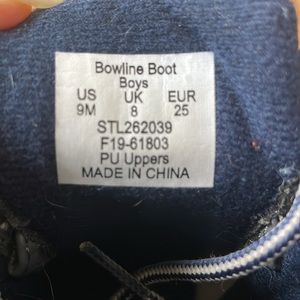 Bowline Boot
Boys
US UK EUR
9M 8 25
STL262039
F19-61803
PU Uppers
MADE IN CHINA